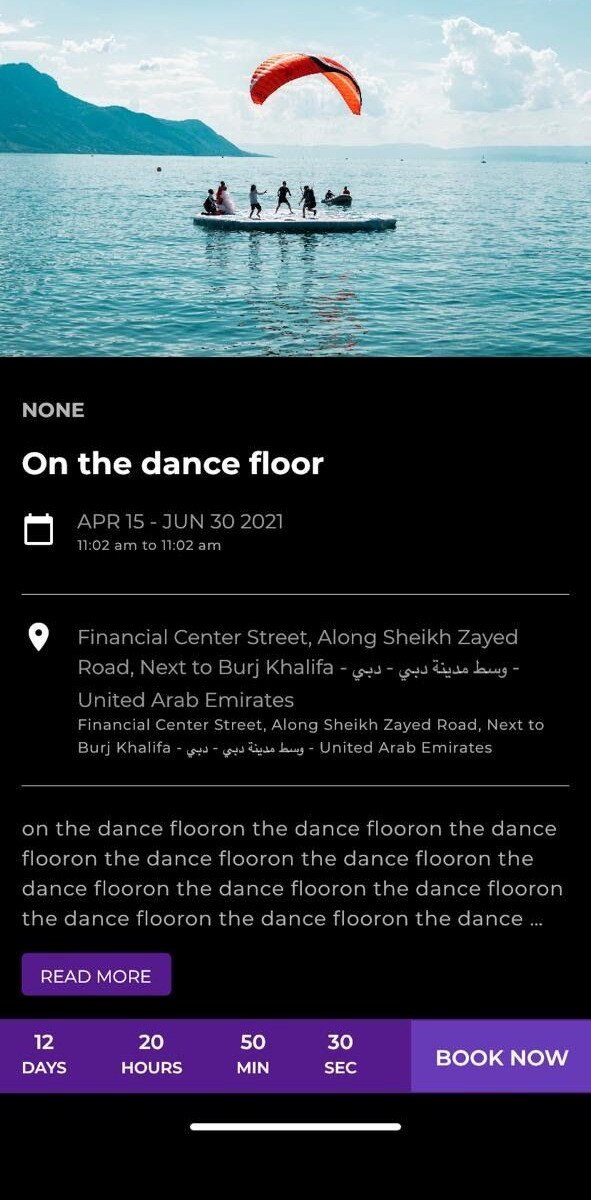 NONE
On the dance floor
APR 15 - JUN 30 2021
11:02 am to 11:02 am
Financial Center Street, Along Sheikh Zayed
Road, Next to Burj Khalifa - وسط مدينة دبي - دبي -
United Arab Emirates
Financial Center Street, Along Sheikh Zayed Road, Next to
Burj Khalifa - وسط مدينة دبي - دبي - United Arab Emirates
on the dance flooron the dance flooron the dance
flooron the dance flooron the dance flooron the
dance flooron the dance flooron the dance flooron
the dance flooron the dance flooron the dance ...
READ MORE
12 20 50 30
DAYS HOURS MIN SEC
BOOK NOW